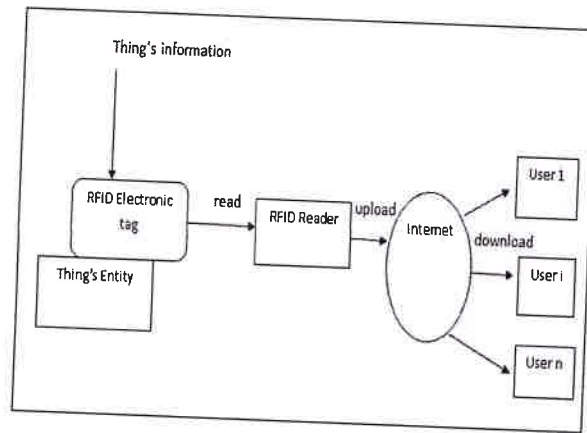 Thing's information
RFID Electronic
tag
Thing's Entity
read
RFID Reader
upload
Internet
download
User 1
User i
User n